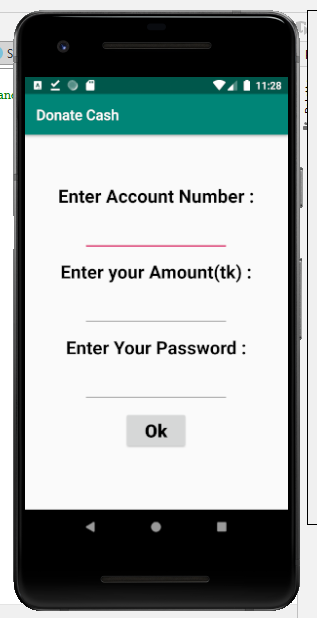 11:28
Donate Cash
Enter Account Number :
Enter your Amount(tk) :
Enter Your Password :
Ok